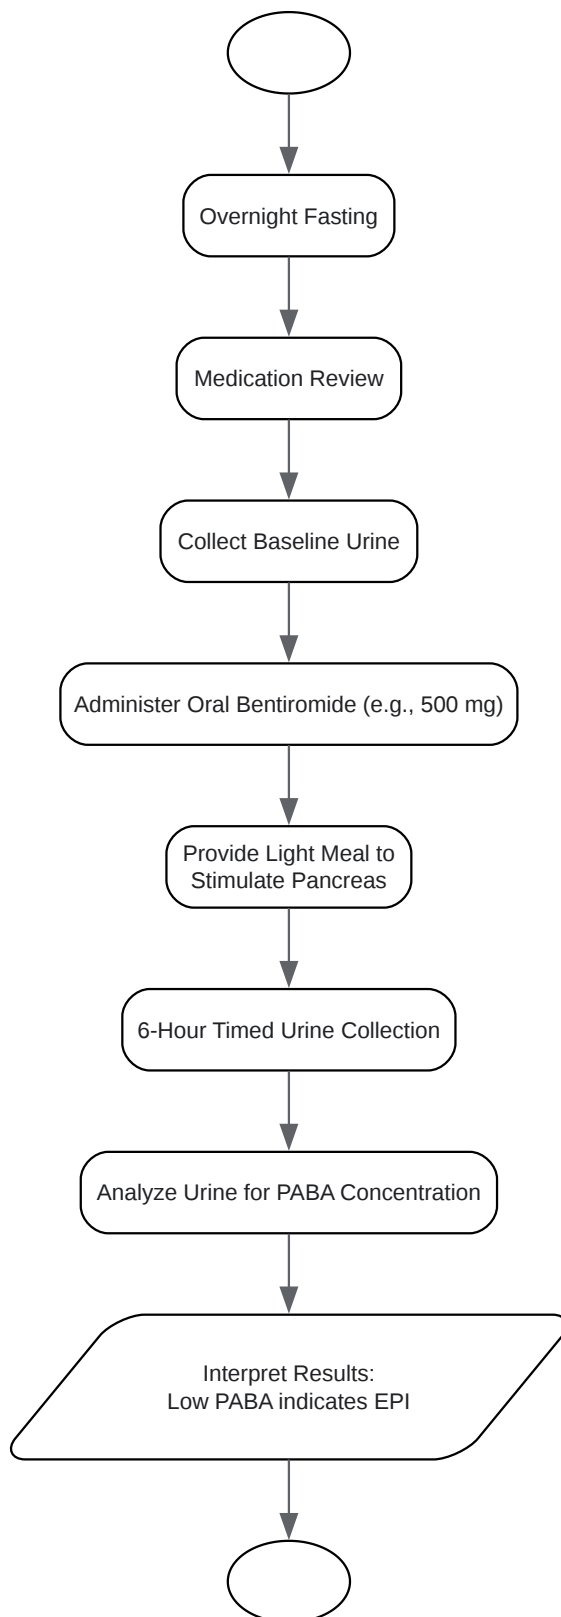 Overnight Fasting
Medication Review
Collect Baseline Urine
Administer Oral Bentiromide (e.g., 500 mg)
Provide Light Meal to
Stimulate Pancreas
6-Hour Timed Urine Collection
Analyze Urine for PABA Concentration
Interpret Results:
Low PABA indicates EPI